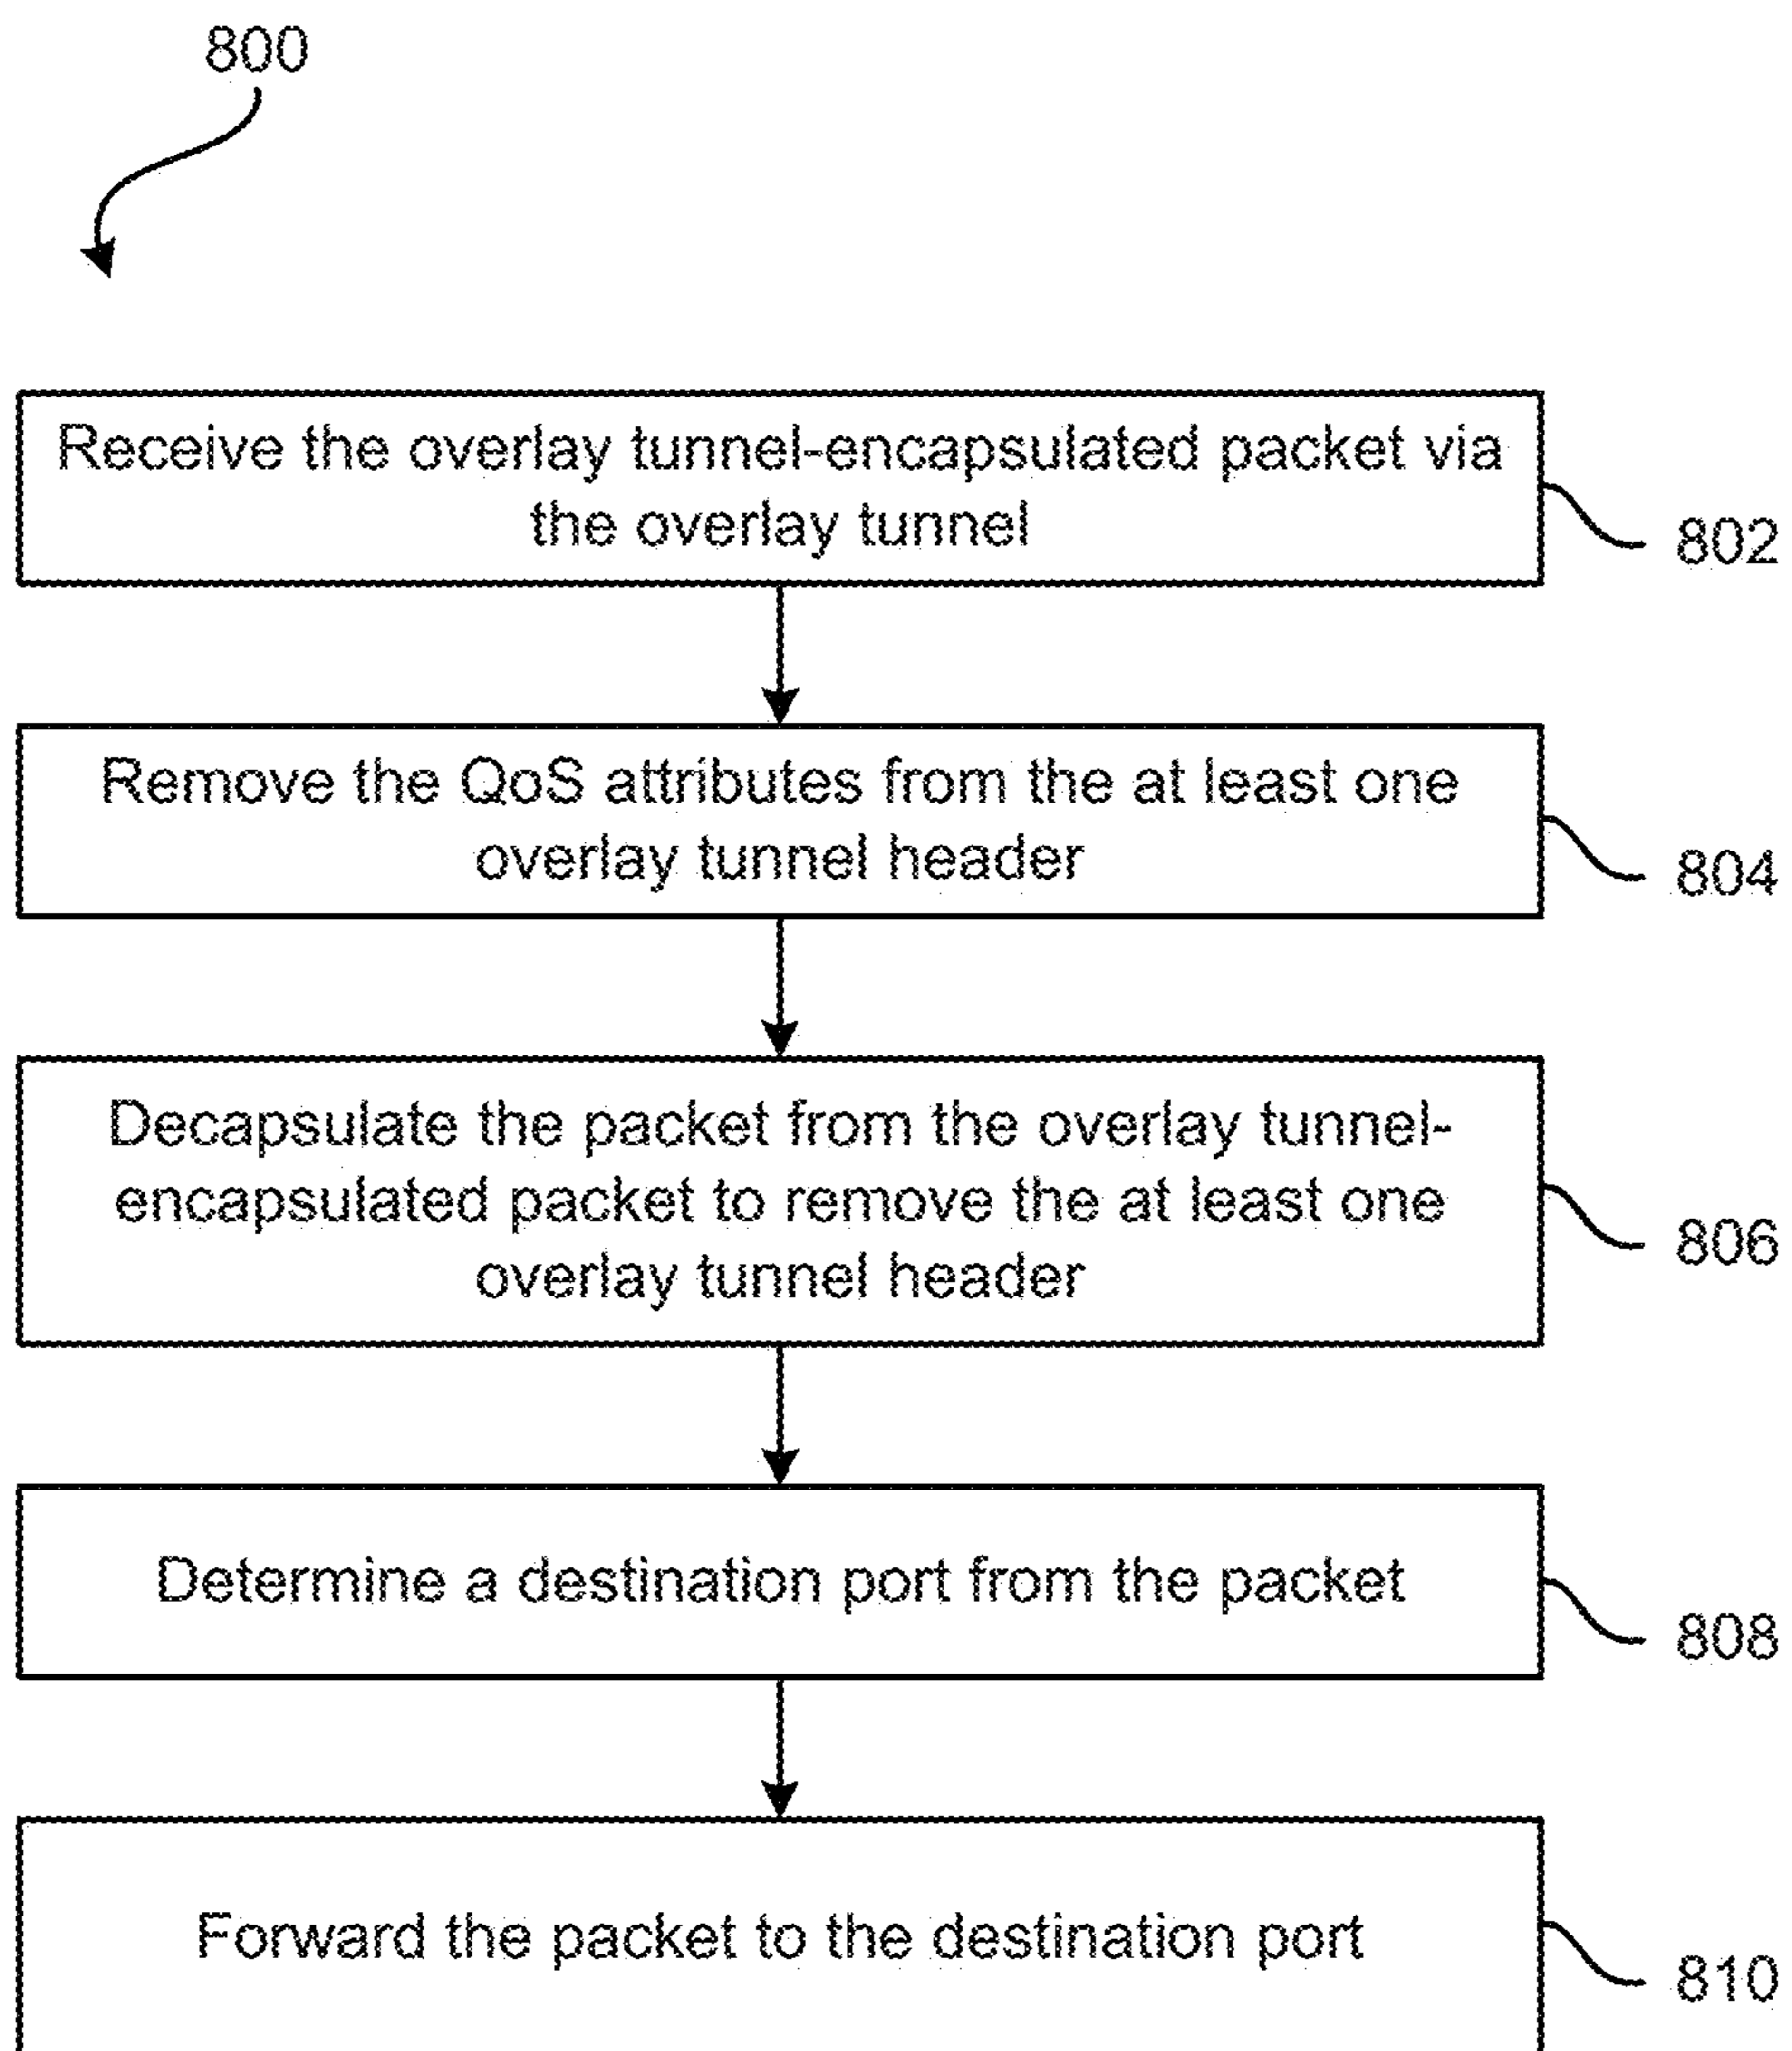 800
Receive the overlay tunnel-encapsulated packet via
the overlay tunnel
802
Remove the QoS attributes from the at least one
overlay tunnel header
804
Decapsulate the packet from the overlay tunnel-
encapsulated packet to remove the at least one
overlay tunnel header
806
Determine a destination port from the packet
808
Forward the packet to the destination port
810